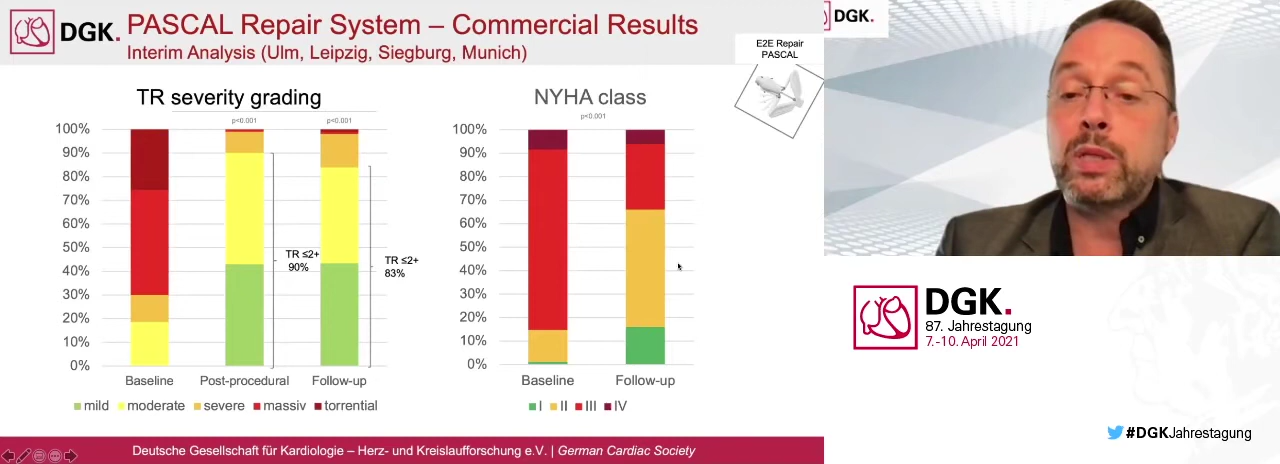 DGK.
PASCAL Repair System – Commercial Results
Interim Analysis (Ulm, Leipzig, Siegburg, Munich)
E2E Repair
PASCAL
TR severity grading
p<0.001
p<0.001
100%
90%
80%
70%
60%
50%
40%
30%
20%
10%
0%
TR ≤2+
90%
TR ≤2+
83%
Baseline
Post-procedural
Follow-up
mild
moderate
severe
massiv
torrential
NYHA class
p<0.001
100%
90%
80%
70%
60%
50%
40%
30%
20%
10%
0%
Baseline
Follow-up
I
II
III
IV
Deutsche Gesellschaft für Kardiologie – Herz- und Kreislaufforschung e.V. | German Cardiac Society
DGK.
DGK.
87. Jahrestagung
7.-10. April 2021
#DGKJahrestagung